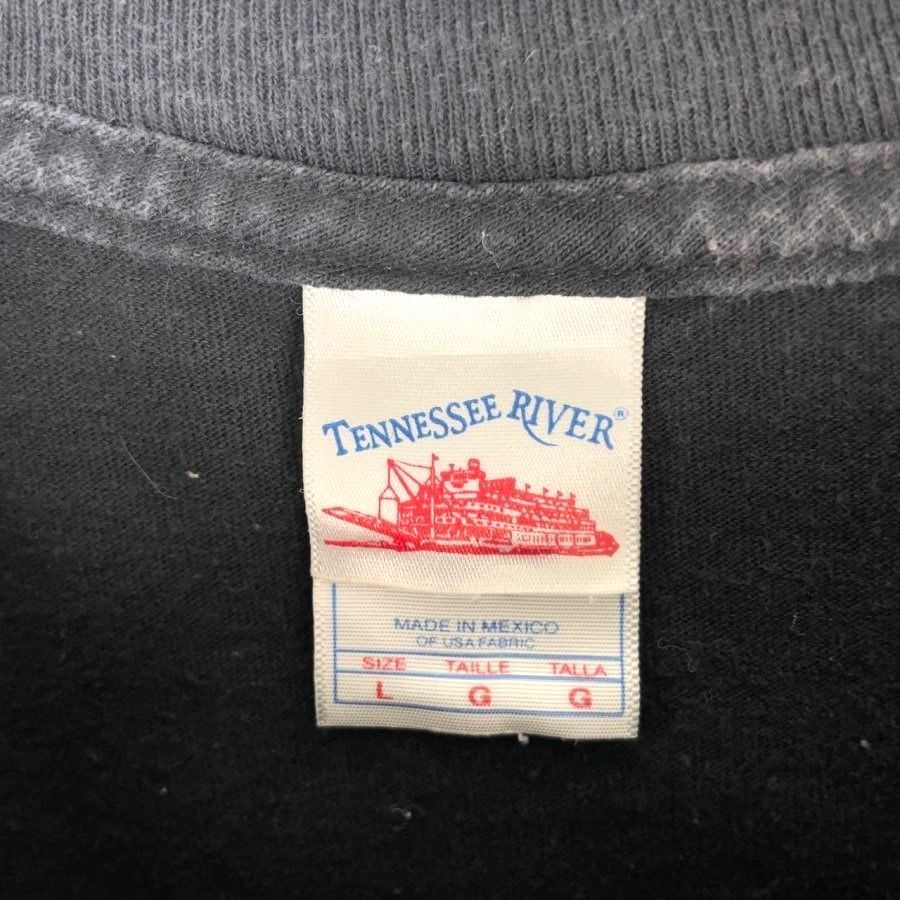 TENNESSEE RIVER®
MADE IN MEXICO
OF USA FABRIC
SIZE TAILLE TALLA
L G G